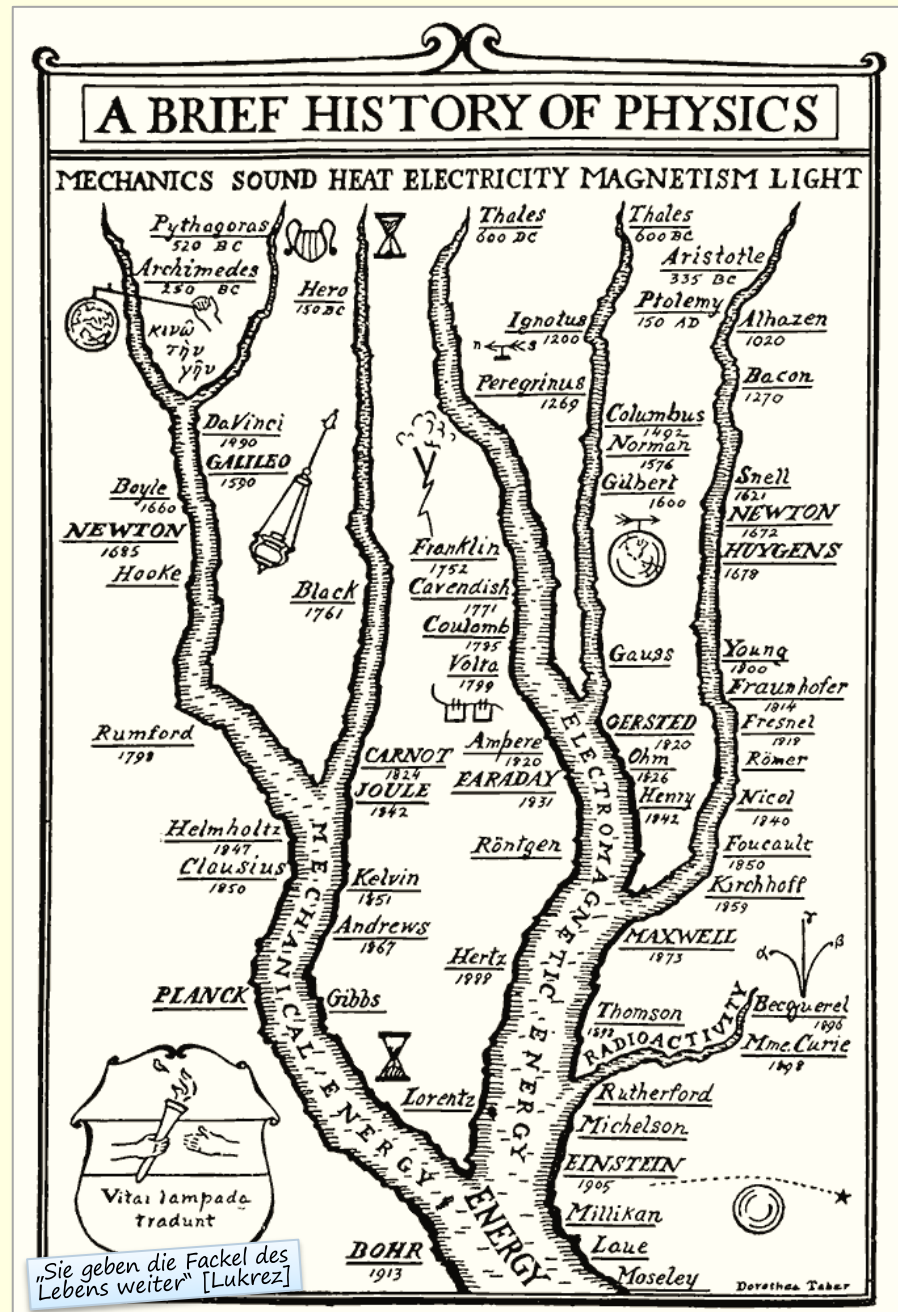 A BRIEF HISTORY OF PHYSICS
MECHANICS SOUND HEAT ELECTRICITY MAGNETISM LIGHT
Pythagoras
520 BC
Archimedes
250 BC
κινῶ
τὴν
γῆν
DaVinci
1490
GALILEO
1590
Boyle
1660
NEWTON
1685
Hooke
Rumford
1798
Hero
150 BC
Black
1761
CARNOT
1824
JOULE
1842
Helmholtz
1847
Clausius
1850
Kelvin
1851
Andrews
1867
PLANCK
Gibbs
MECHANICAL ENERGY
Thales
600 BC
Franklin
1752
Cavendish
1771
Coulomb
1785
Volta
1799
Ampere
1820
FARADAY
1831
Röntgen
Hertz
1888
Lorentz
Thales
600 BC
Ignotus
1200
n s
Peregrinus
1269
Columbus
1492
Norman
1576
Gilbert
1600
Gauss
OERSTED
1820
Ohm
1826
Henry
1842
ELECTROMAGNETIC ENERGY
Aristotle
335 BC
Ptolemy
150 AD
Alhazen
1020
Bacon
1270
Snell
1621
NEWTON
1672
HUYGENS
1678
Young
1800
Fraunhofer
1814
Fresnel
1818
Römer
Nicol
1840
Foucault
1850
Kirchhoff
1859
MAXWELL
1873
α γ β
Becquerel
1896
Mme. Curie
1898
RADIOACTIVITY
Thomson
Rutherford
Michelson
EINSTEIN
1905
Millikan
Laue
Moseley
ENERGY
BOHR
1913
Vitai lampada
tradunt
„Sie geben die Fackel des
Lebens weiter“ [Lukrez]
Dorothea Taber